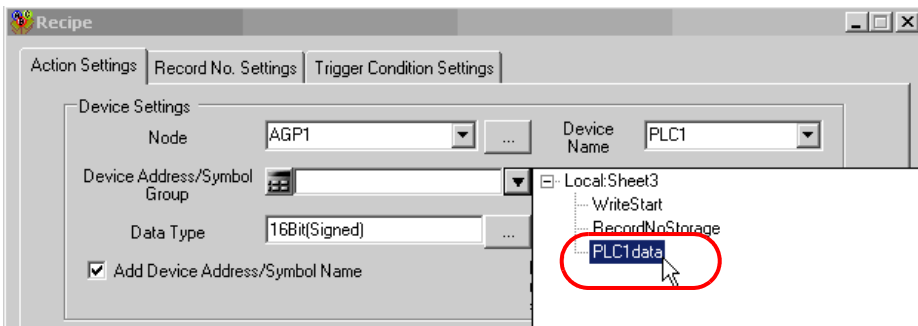 Recipe
Action Settings Record No. Settings Trigger Condition Settings
Device Settings
Node AGP1 ... Device Name PLC1
Device Address/Symbol Group
Local:Sheet3
WriteStart
RecordNoStorage
PLC1data
Data Type 16Bit(Signed) ...
Add Device Address/Symbol Name